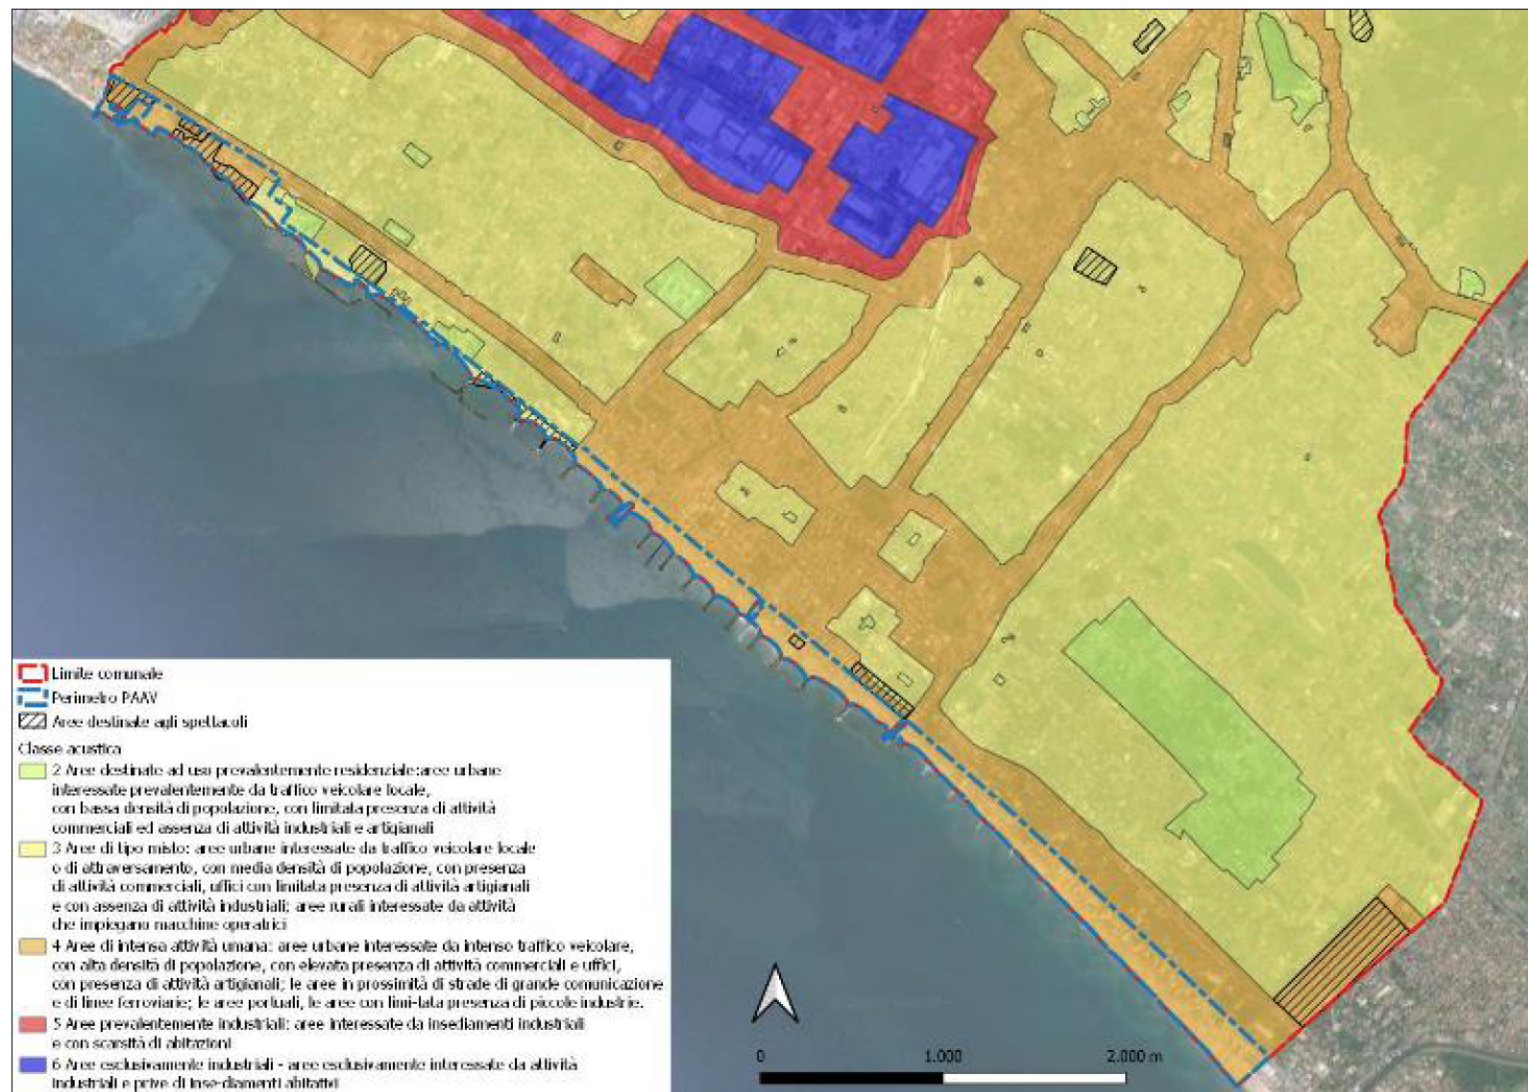 Limite comunale
Perimetro PAAV
Aree destinate agli spettacoli
Classe acustica
2 Aree destinate ad uso prevalentemente residenziale:aree urbane
interessate prevalentemente da traffico veicolare locale,
con bassa densità di popolazione, con limitata presenza di attività
commerciali ed assenza di attività industriali e artigianali
3 Aree di tipo misto: aree urbane interessate da traffico veicolare locale
o di attraversamento, con media densità di popolazione, con presenza
di attività commerciali, uffici con limitata presenza di attività artigianali
e con assenza di attività industriali; aree rurali interessate da attività
che impiegano macchine operatrici
4 Aree di intensa attività umana: aree urbane interessate da intenso traffico veicolare,
con alta densità di popolazione, con elevata presenza di attività commerciali e uffici,
con presenza di attività artigianali; le aree in prossimità di strade di grande comunicazione
e di linee ferroviarie; le aree portuali, le aree con limi-tata presenza di piccole industrie.
5 Aree prevalentemente industriali: aree interessate da insediamenti industriali
e con scarsità di abitazioni
6 Aree esclusivamente industriali - aree esclusivamente interessate da attività
industriali e prive di inse-diamenti abitativi
0 1.000 2.000 m